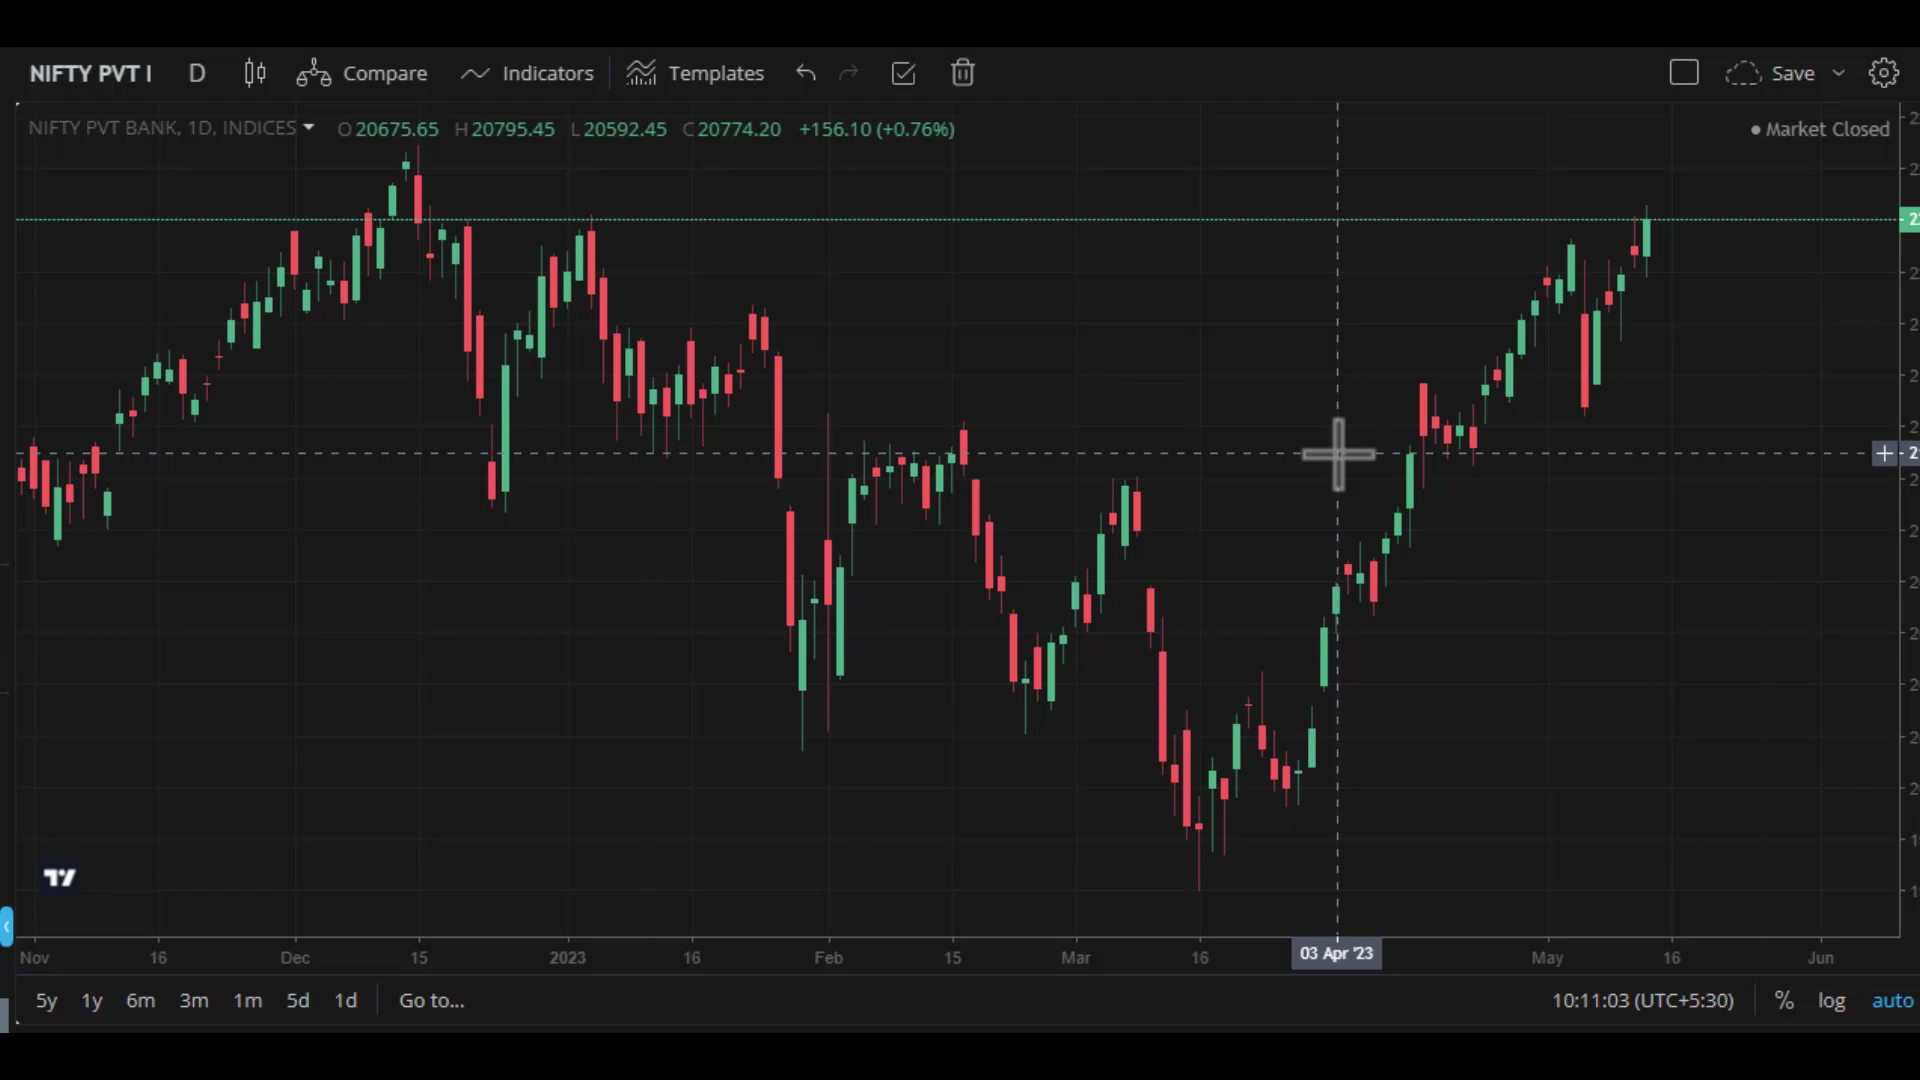 NIFTY PVT D Compare Indicators Templates Save
NIFTY PVT BANK, 1D, INDICES O 20675.65 H 20795.45 L 20592.45 C 20774.20 +156.10 (+0.76%) Market Closed
Nov 16 Dec 15 2023 16 Feb 15 Mar 16 03 Apr '23 May 16 Jun
5y 1y 6m 3m 1m 5d 1d Go to... 10:11:03 (UTC+5:30) % log auto